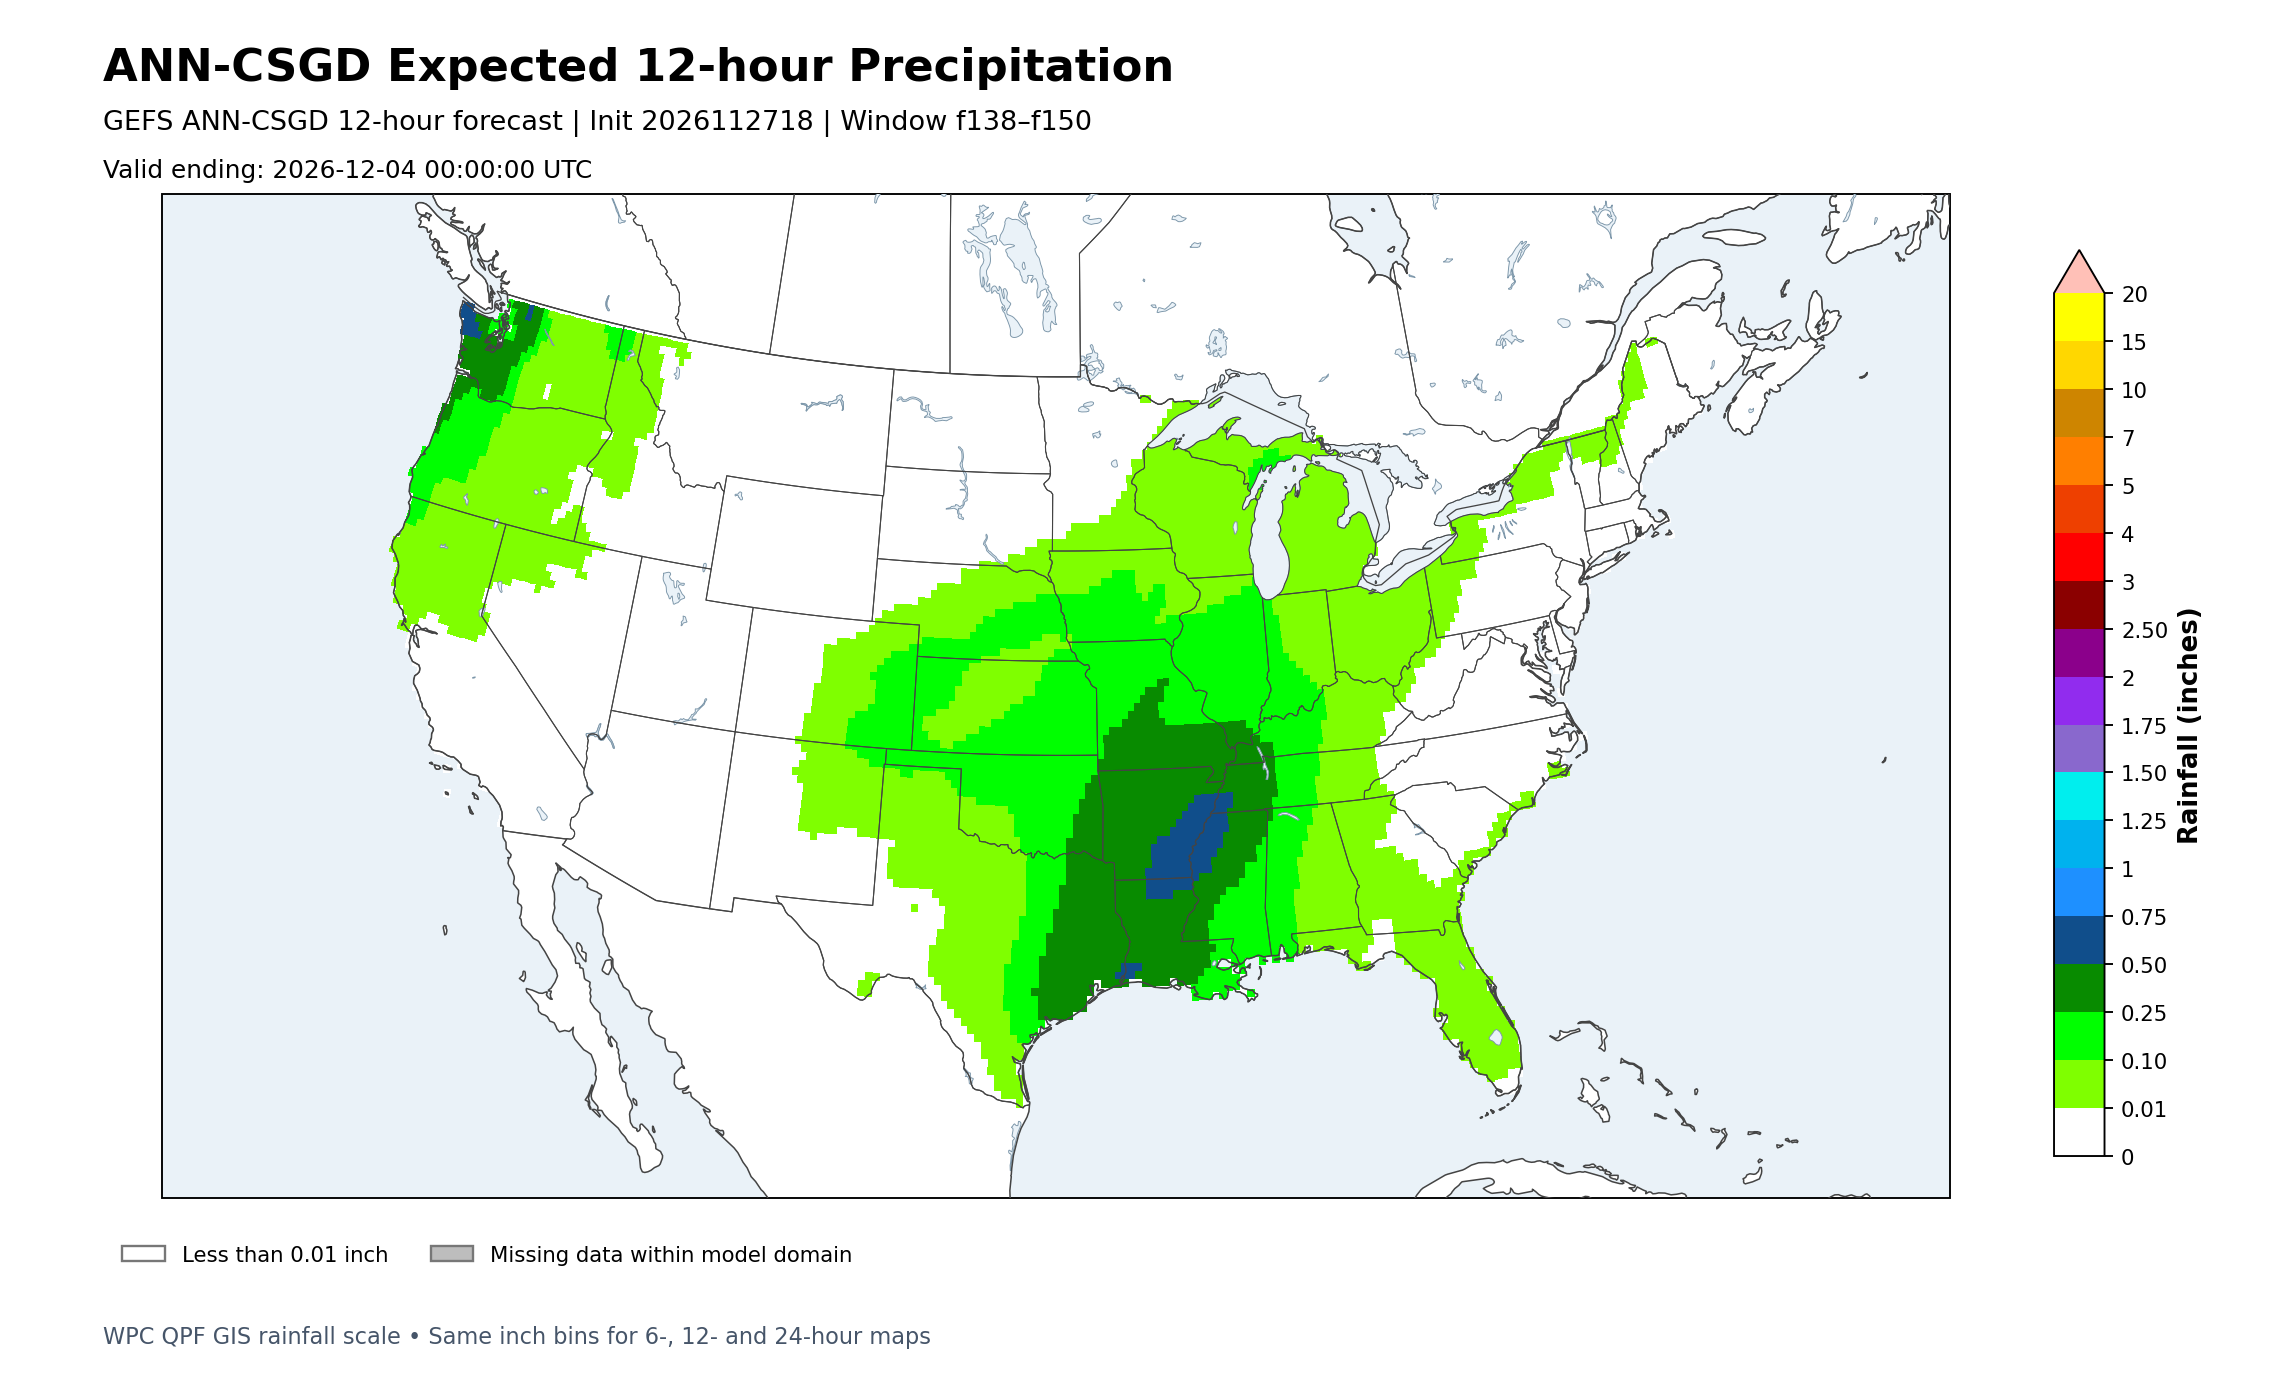 ANN-CSGD Expected 12-hour Precipitation
GEFS ANN-CSGD 12-hour forecast | Init 2026112718 | Window f138–f150
Valid ending: 2026-12-04 00:00:00 UTC
20
15
10
7
5
4
3
2.50
2
1.75
1.50
1.25
1
0.75
0.50
0.25
0.10
0.01
0
Rainfall (inches)
Less than 0.01 inch
Missing data within model domain
WPC QPF GIS rainfall scale • Same inch bins for 6-, 12- and 24-hour maps